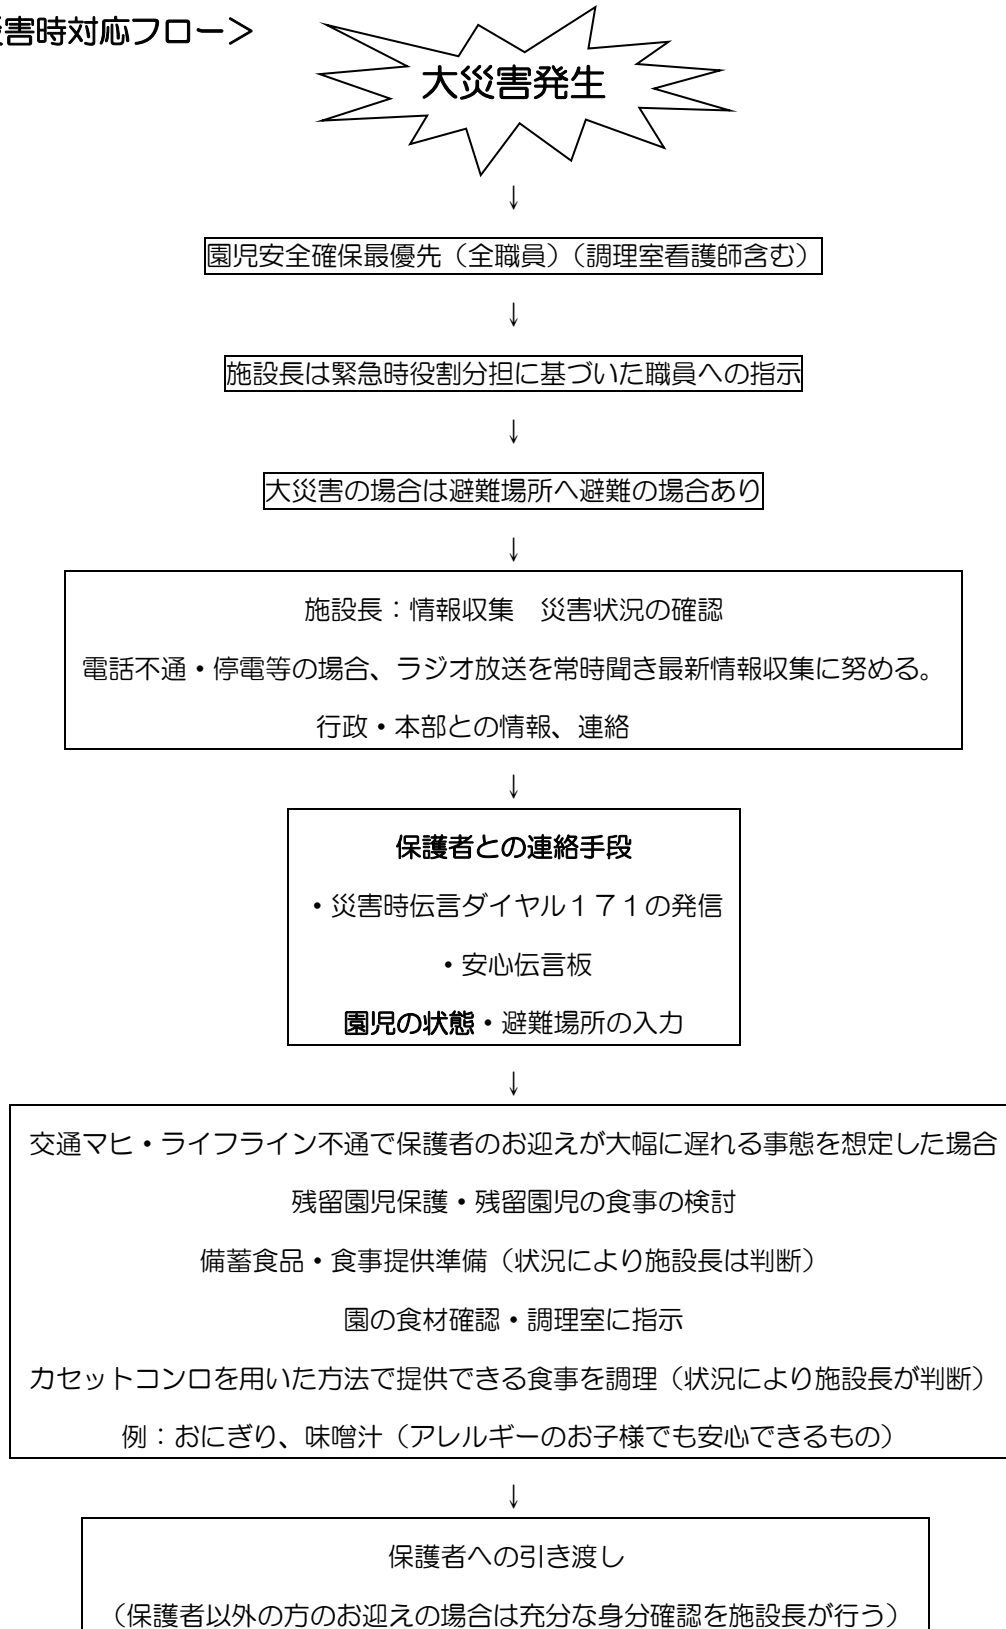 害時対応フロー＞
大災害発生
↓
園児安全確保最優先（全職員）（調理室看護師含む）
↓
施設長は緊急時役割分担に基づいた職員への指示
↓
大災害の場合は避難場所へ避難の場合あり
↓
施設長：情報収集　災害状況の確認
電話不通・停電等の場合、ラジオ放送を常時聞き最新情報収集に努める。
行政・本部との情報、連絡
↓
保護者との連絡手段
・災害時伝言ダイヤル１７１の発信
・安心伝言板
園児の状態・避難場所の入力
↓
交通マヒ・ライフライン不通で保護者のお迎えが大幅に遅れる事態を想定した場合
残留園児保護・残留園児の食事の検討
備蓄食品・食事提供準備（状況により施設長は判断）
園の食材確認・調理室に指示
カセットコンロを用いた方法で提供できる食事を調理（状況により施設長が判断）
例：おにぎり、味噌汁（アレルギーのお子様でも安心できるもの）
↓
保護者への引き渡し
（保護者以外の方のお迎えの場合は充分な身分確認を施設長が行う）